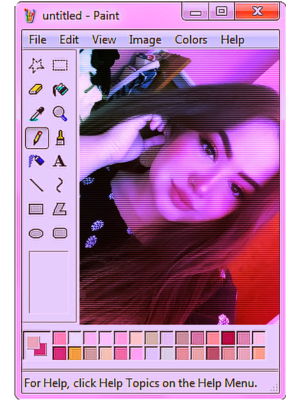 untitled - Paint
File Edit View Image Colors Help
A
For Help, click Help Topics on the Help Menu.